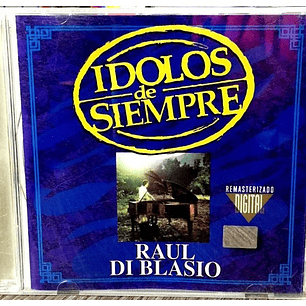 IDOLOS
de
SIEMPRE
REMASTERIZADO
DIGITAL
RAUL
DI BLASIO